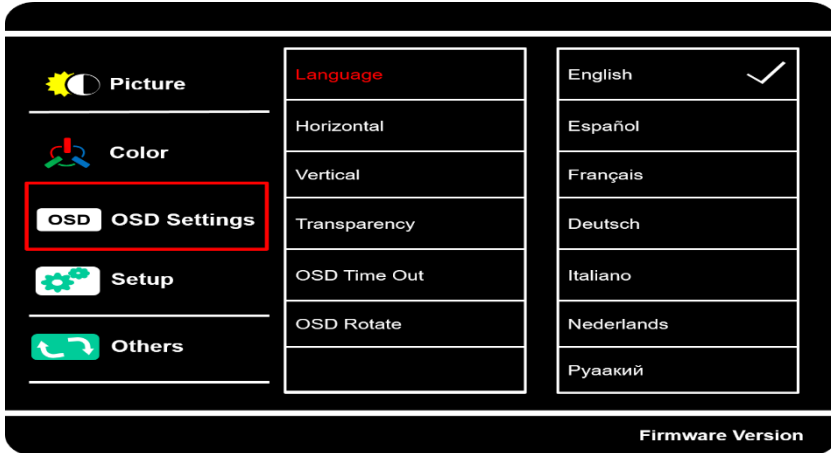 Picture
Color
OSD OSD Settings
Setup
Others
Language
Horizontal
Vertical
Transparency
OSD Time Out
OSD Rotate
English
Español
Français
Deutsch
Italiano
Nederlands
Руаакий
Firmware Version